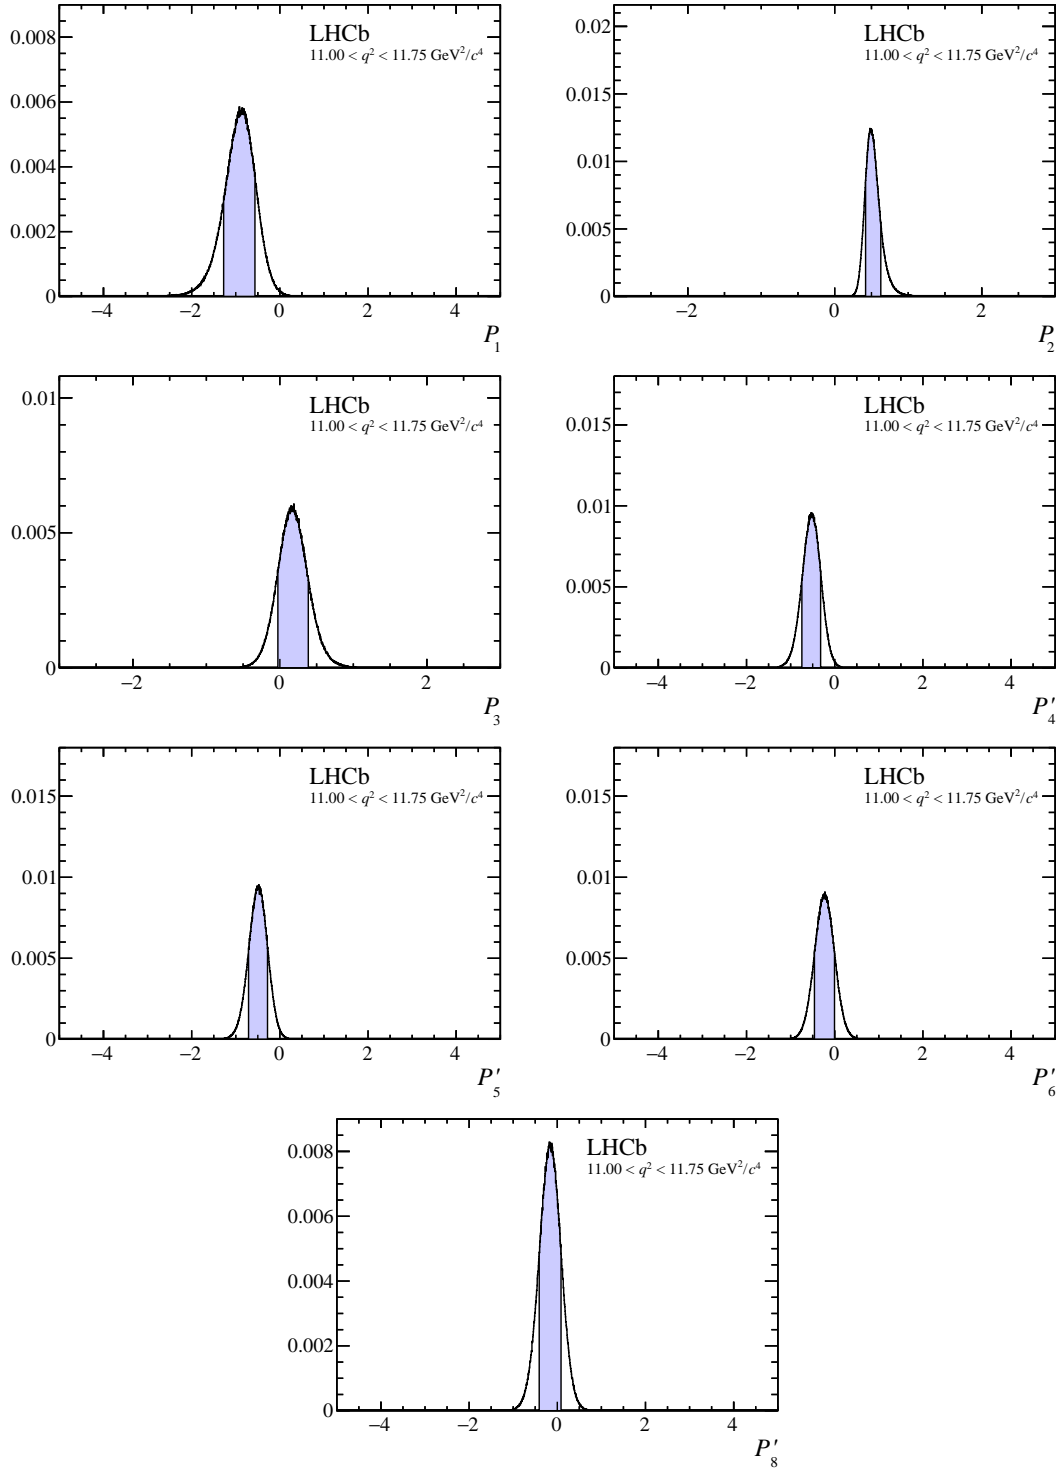 0.008
0.006
0.004
0.002
0
LHCb
11.00 < q² < 11.75 GeV²/c⁴
−4 −2 0 2 4
P₁
0.02
0.015
0.01
0.005
0
LHCb
11.00 < q² < 11.75 GeV²/c⁴
−2 0 2
P₂
0.01
0.005
0
LHCb
11.00 < q² < 11.75 GeV²/c⁴
−2 0 2
P₃
0.015
0.01
0.005
0
LHCb
11.00 < q² < 11.75 GeV²/c⁴
−4 −2 0 2 4
P′₄
0.015
0.01
0.005
0
LHCb
11.00 < q² < 11.75 GeV²/c⁴
−4 −2 0 2 4
P′₅
0.015
0.01
0.005
0
LHCb
11.00 < q² < 11.75 GeV²/c⁴
−4 −2 0 2 4
P′₆
0.008
0.006
0.004
0.002
0
LHCb
11.00 < q² < 11.75 GeV²/c⁴
−4 −2 0 2 4
P′₈